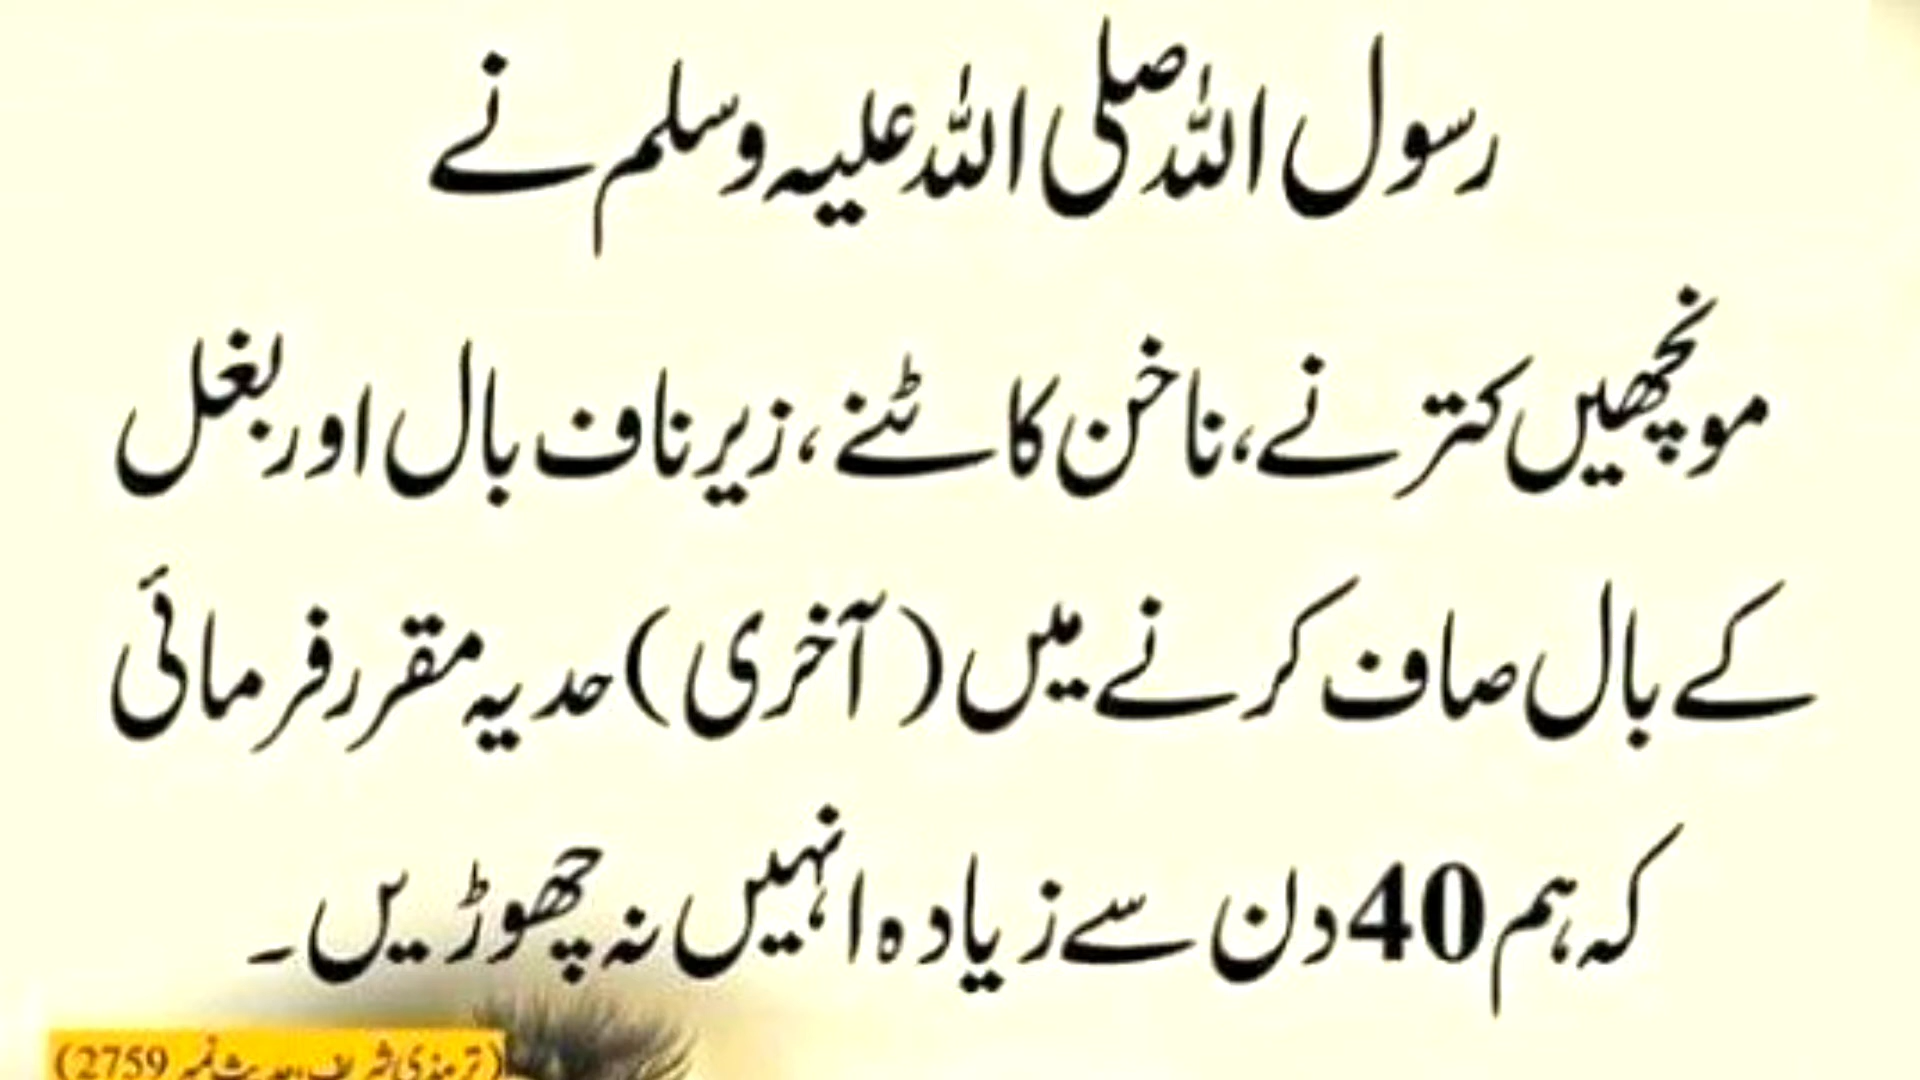 رسول اللہ صلی اللہ علیہ وسلم نے
مونچھیں کترنے، ناخن کاٹنے، زیر ناف بال اور بغل
کے بال صاف کرنے میں (آخری) حد یہ مقرر فرمائی
کہ ہم 40 دن سے زیادہ انہیں نہ چھوڑیں۔
(ترمذی شریف، حدیث نمبر 2759)